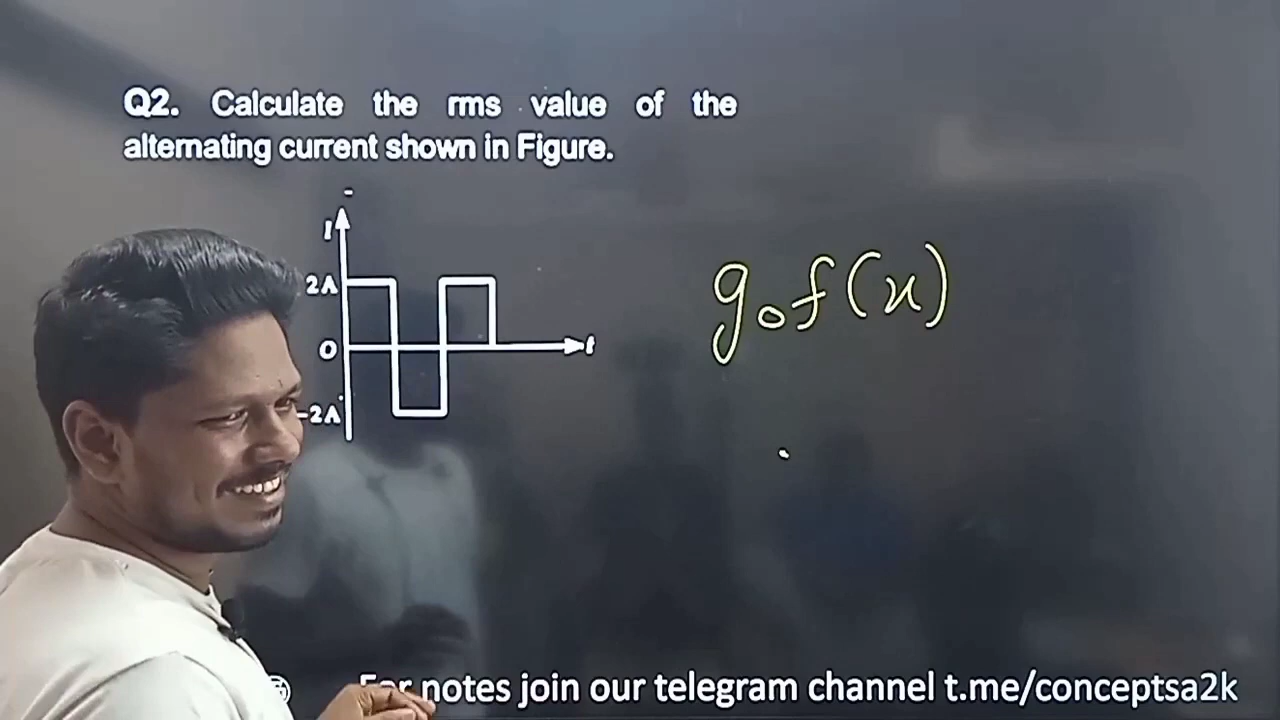 Q2. Calculate the rms value of the
alternating current shown in Figure.
I
2A
0
t
-2A
gof(x)
For notes join our telegram channel t.me/conceptsa2k